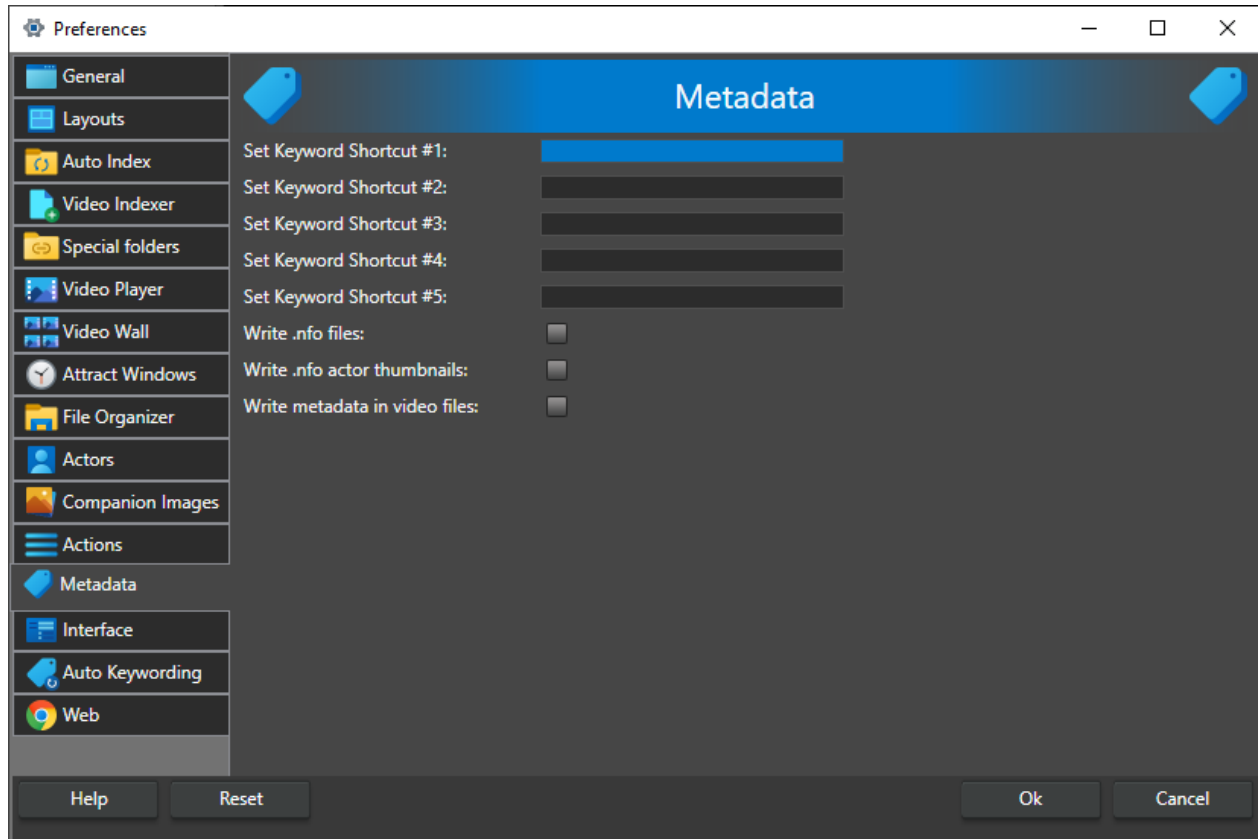 Preferences
General
Layouts
Auto Index
Video Indexer
Special folders
Video Player
Video Wall
Attract Windows
File Organizer
Actors
Companion Images
Actions
Metadata
Interface
Auto Keywording
Web
Metadata
Set Keyword Shortcut #1:
Set Keyword Shortcut #2:
Set Keyword Shortcut #3:
Set Keyword Shortcut #4:
Set Keyword Shortcut #5:
Write .nfo files:
Write .nfo actor thumbnails:
Write metadata in video files:
Help
Reset
Ok
Cancel